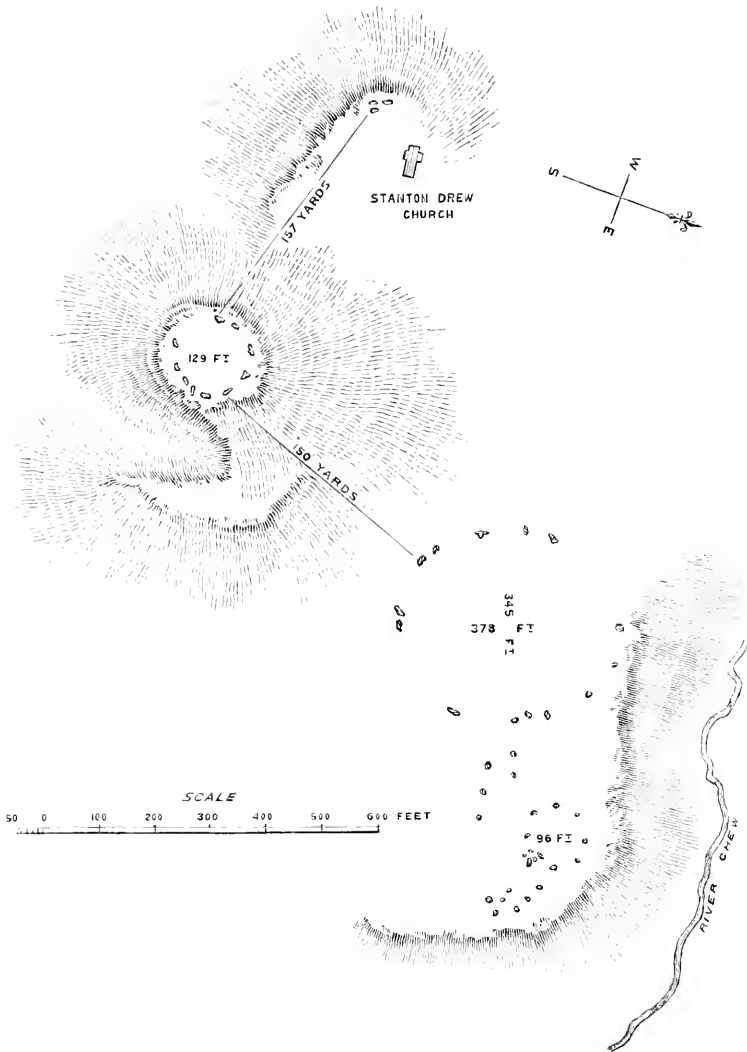 W
S
E
STANTON DREW
CHURCH
157 YARDS
129 FT
150 YARDS
345 FT
378 FT
SCALE
50 0 100 200 300 400 500 600 FEET
96 FT
RIVER CHEW